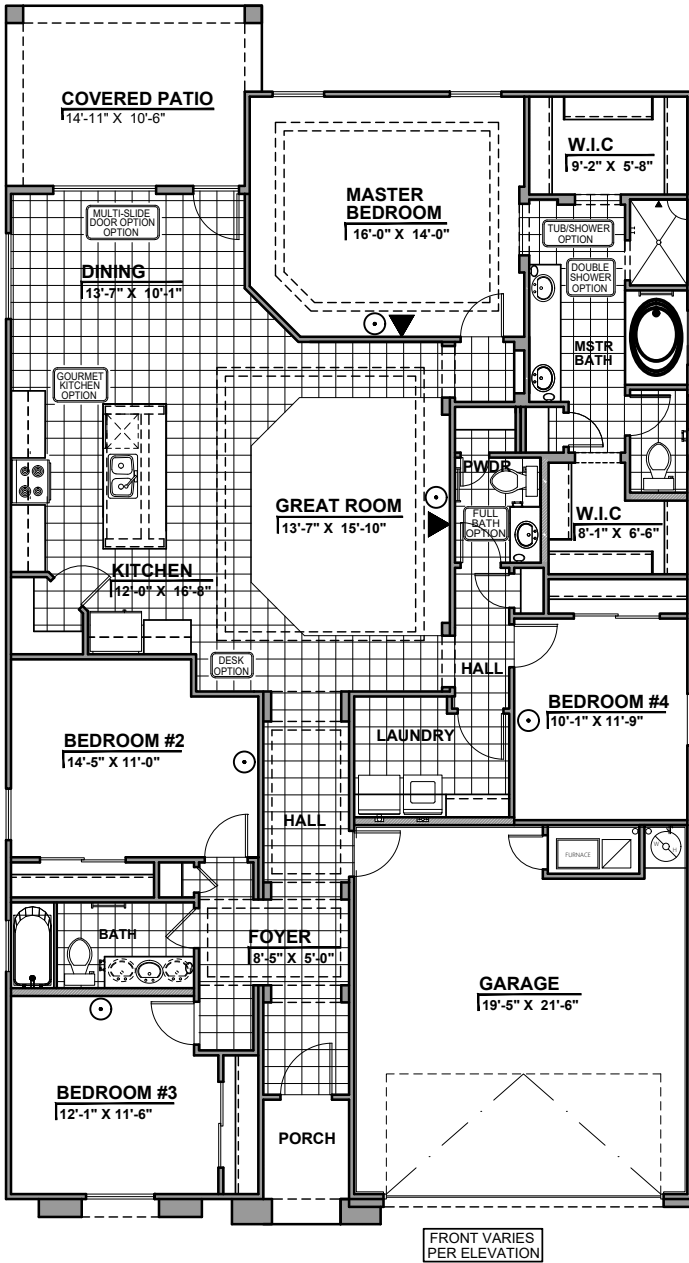 COVERED PATIO
14'-11" X 10'-6"
W.I.C
9'-2" X 5'-8"
MASTER
BEDROOM
16'-0" X 14'-0"
MULTI-SLIDE
DOOR OPTION
OPTION
TUB/SHOWER
OPTION
DINING
13'-7" X 10'-1"
DOUBLE
SHOWER
OPTION
MSTR
BATH
GOURMET
KITCHEN
OPTION
PWDR
GREAT ROOM
13'-7" X 15'-10"
FULL
BATH
OPTION
W.I.C
8'-1" X 6'-6"
KITCHEN
12'-0" X 16'-8"
DESK
OPTION
HALL
BEDROOM #4
10'-1" X 11'-9"
BEDROOM #2
14'-5" X 11'-0"
LAUNDRY
HALL
FURNACE
W
H
BATH
FOYER
8'-5" X 5'-0"
GARAGE
19'-5" X 21'-6"
BEDROOM #3
12'-1" X 11'-6"
PORCH
FRONT VARIES
PER ELEVATION